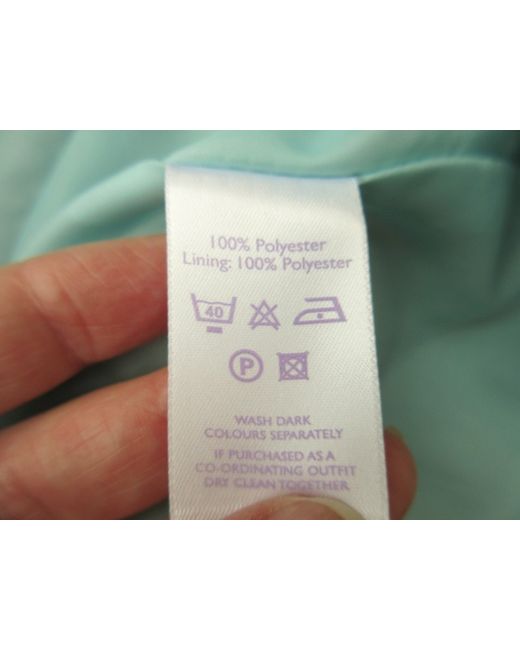 100% Polyester
Lining: 100% Polyester
40
P
WASH DARK
COLOURS SEPARATELY
IF PURCHASED AS A
CO-ORDINATING OUTFIT
DRY CLEAN TOGETHER